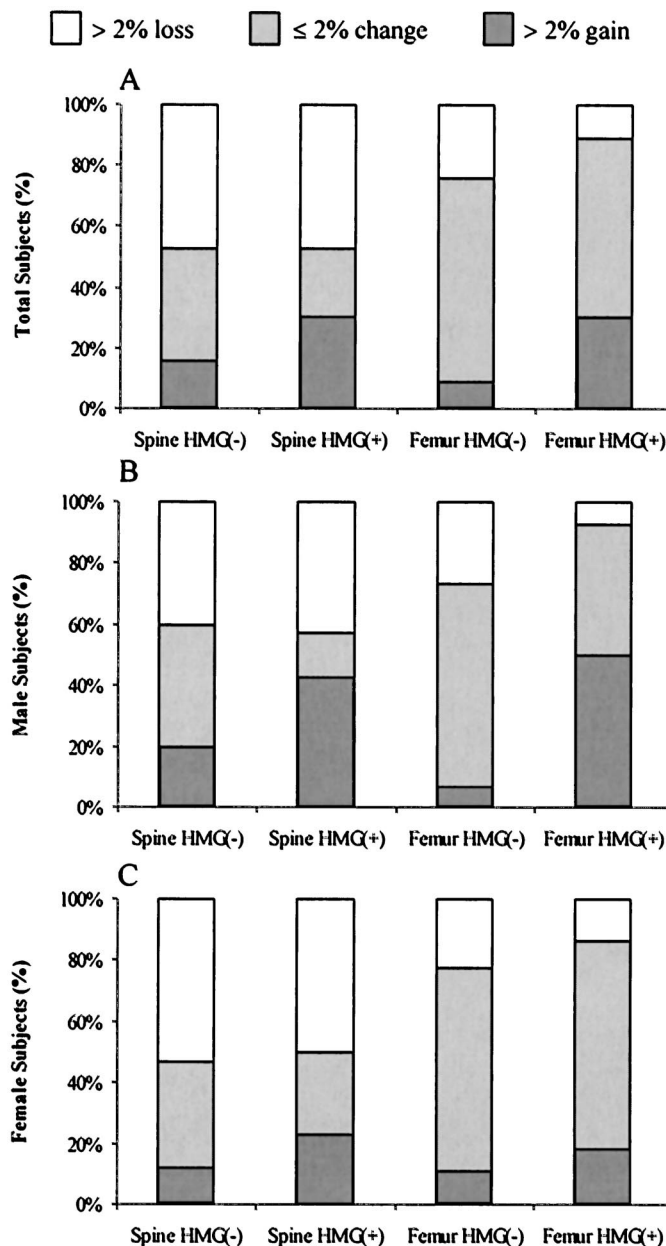 > 2% loss ≤ 2% change > 2% gain
A
100%
80%
60%
40%
20%
0%
Total Subjects (%)
Spine HMG(-) Spine HMG(+) Femur HMG(-) Femur HMG(+)
B
100%
80%
60%
40%
20%
0%
Male Subjects (%)
Spine HMG(-) Spine HMG(+) Femur HMG(-) Femur HMG(+)
C
100%
80%
60%
40%
20%
0%
Female Subjects (%)
Spine HMG(-) Spine HMG(+) Femur HMG(-) Femur HMG(+)